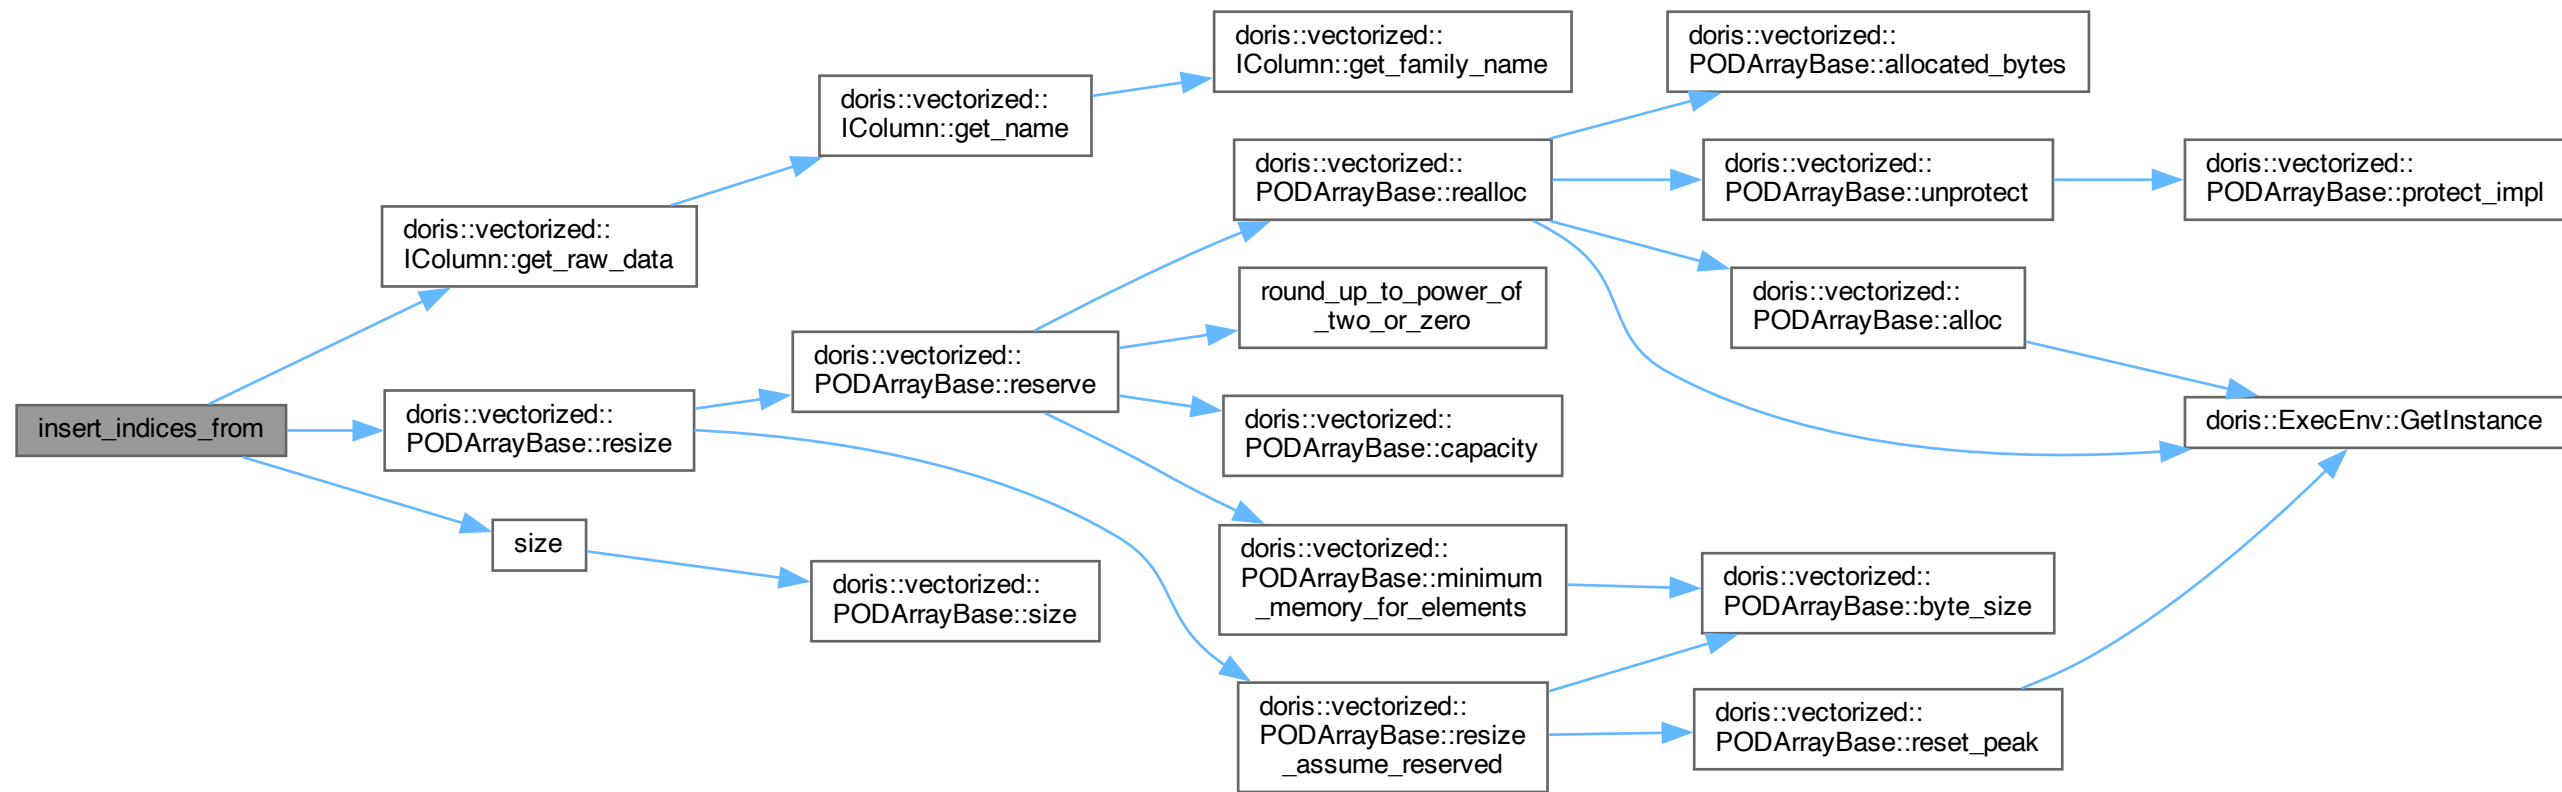 insert_indices_from
doris::vectorized::
IColumn::get_raw_data
doris::vectorized::
IColumn::get_name
doris::vectorized::
IColumn::get_family_name
doris::vectorized::
PODArrayBase::resize
doris::vectorized::
PODArrayBase::reserve
doris::vectorized::
PODArrayBase::realloc
doris::vectorized::
PODArrayBase::allocated_bytes
doris::vectorized::
PODArrayBase::unprotect
doris::vectorized::
PODArrayBase::protect_impl
doris::vectorized::
PODArrayBase::alloc
doris::ExecEnv::GetInstance
round_up_to_power_of
_two_or_zero
doris::vectorized::
PODArrayBase::capacity
doris::vectorized::
PODArrayBase::minimum
_memory_for_elements
doris::vectorized::
PODArrayBase::byte_size
doris::vectorized::
PODArrayBase::resize
_assume_reserved
doris::vectorized::
PODArrayBase::reset_peak
size
doris::vectorized::
PODArrayBase::size